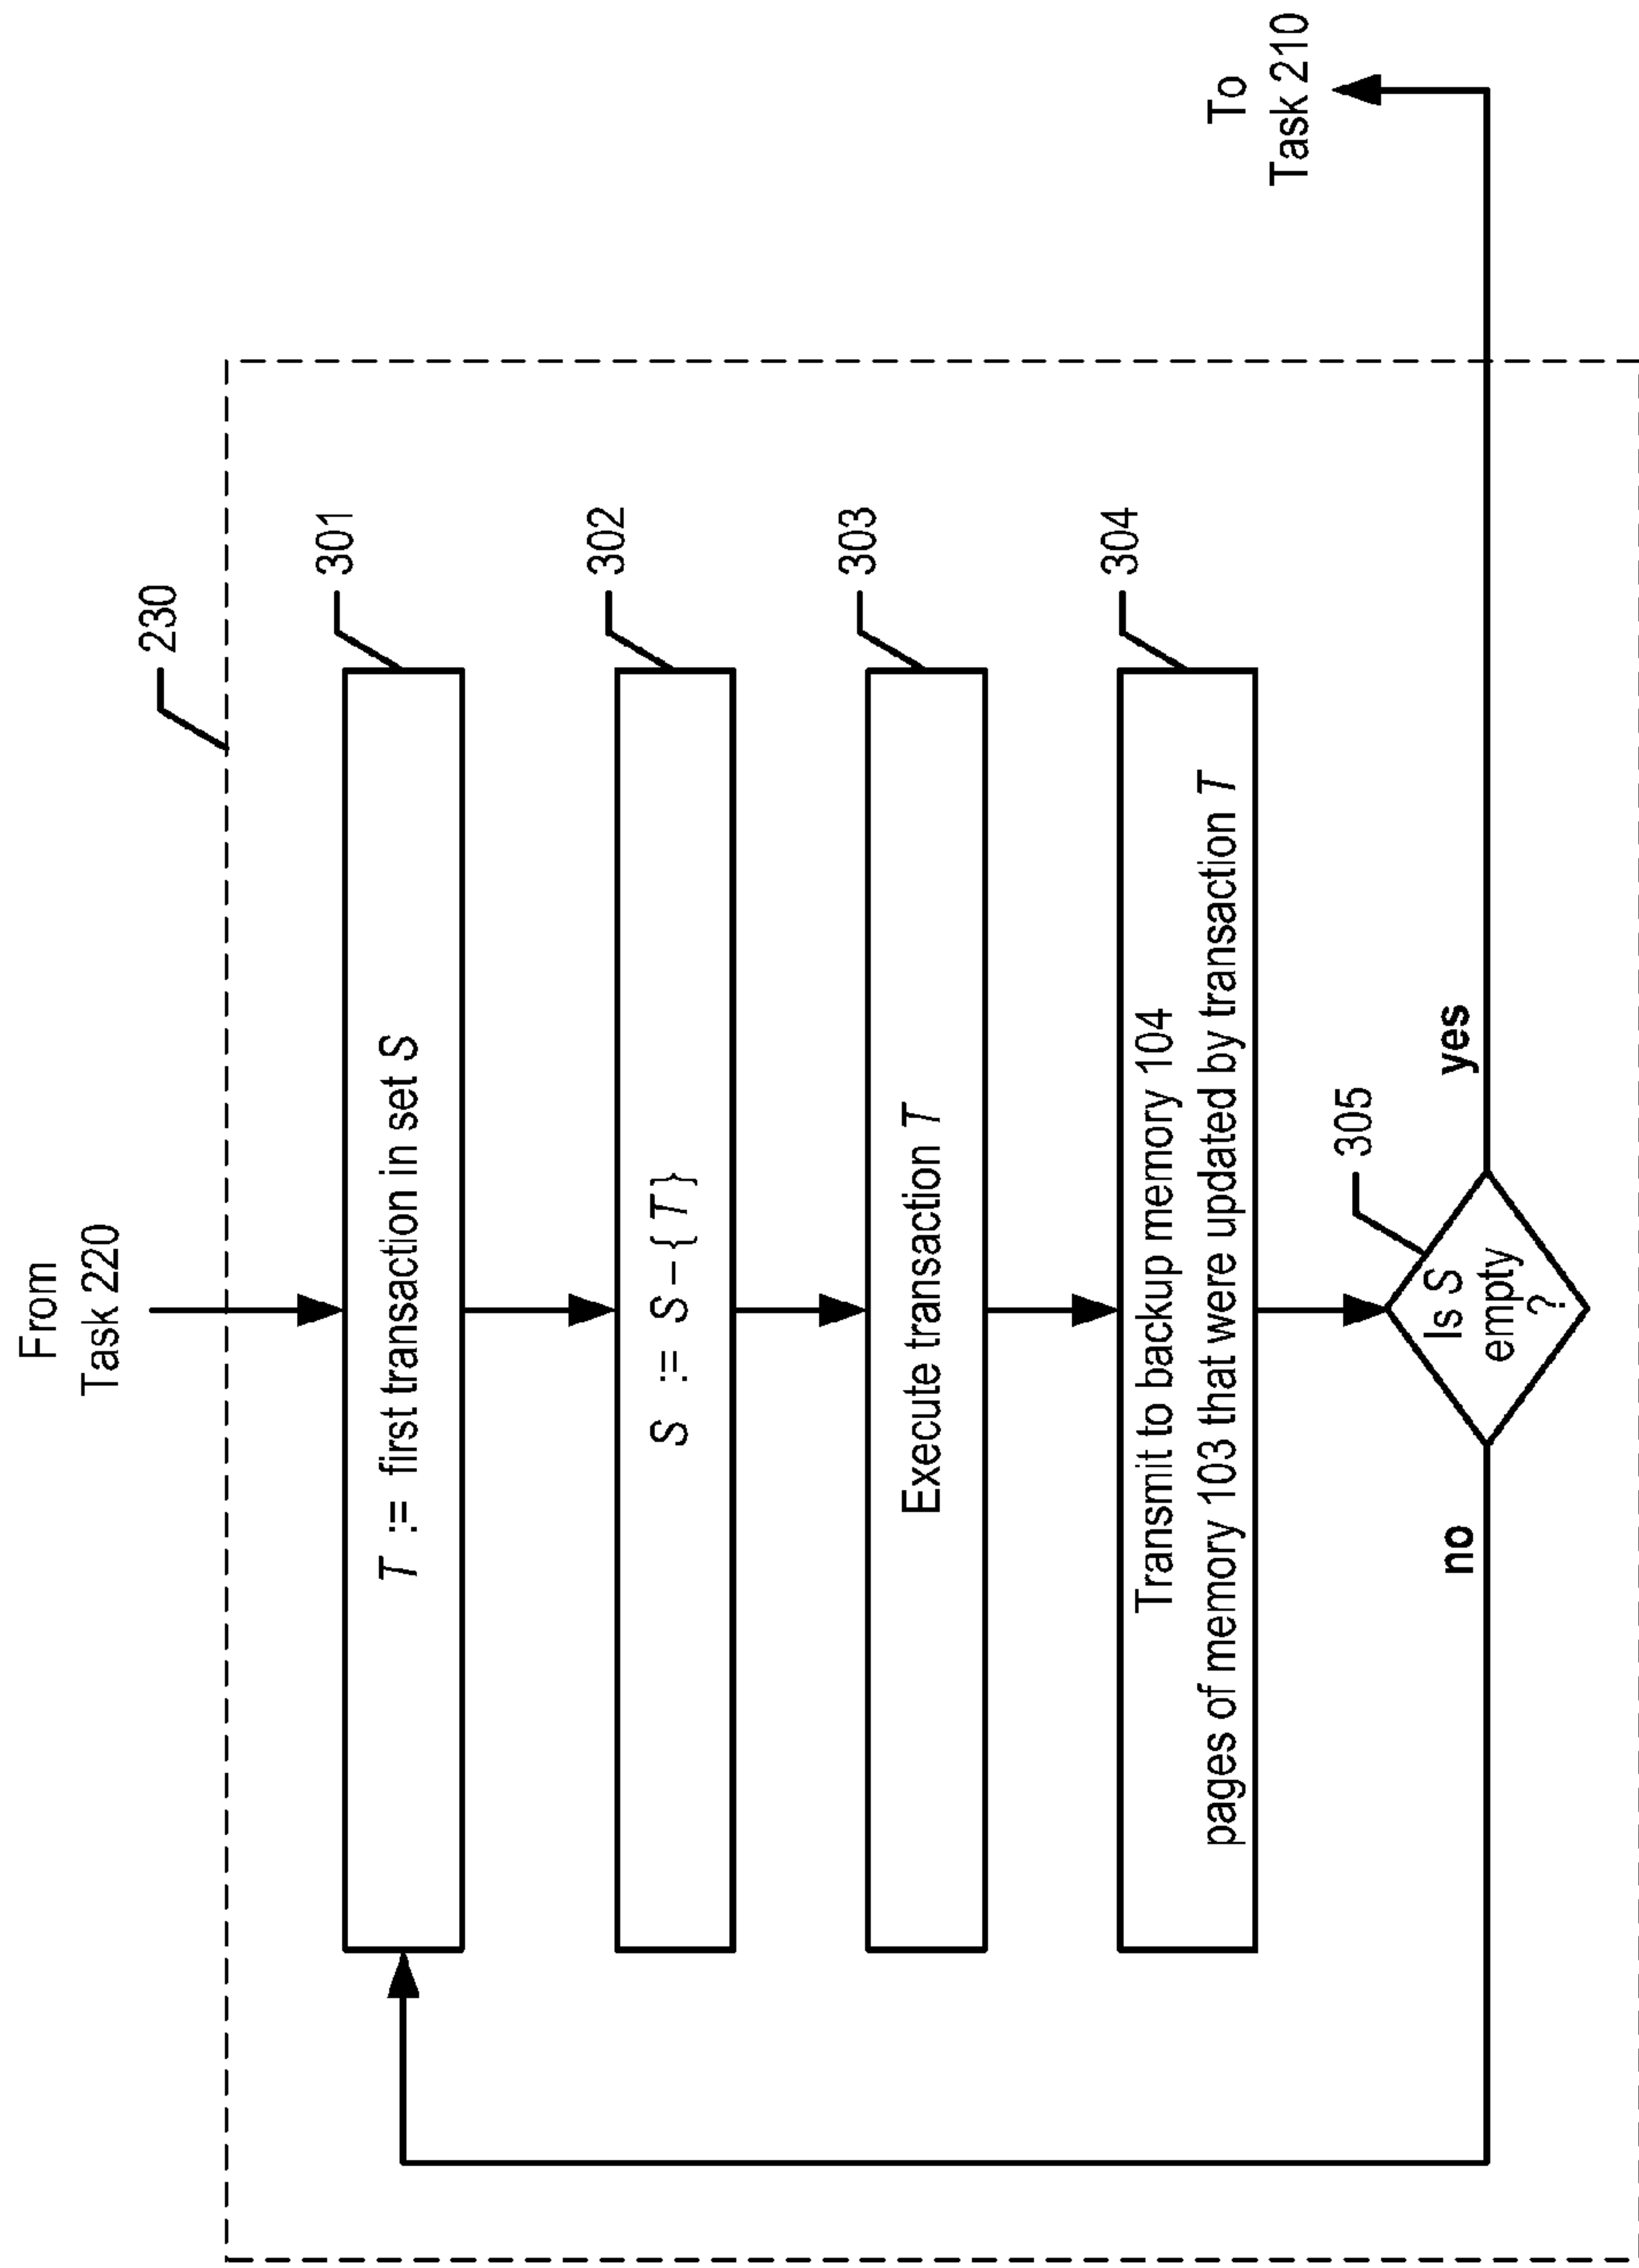 From
Task 220
230
T := first transaction in set S
301
S := S – { T }
302
Execute transaction T
303
Transmit to backup memory 104
pages of memory 103 that were updated by transaction T
304
305
Is S
empty
?
no
yes
To
Task 210